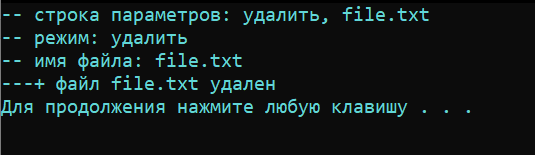 -- строка параметров: удалить, file.txt
-- режим: удалить
-- имя файла: file.txt
---+ файл file.txt удален
Для продолжения нажмите любую клавишу . . .